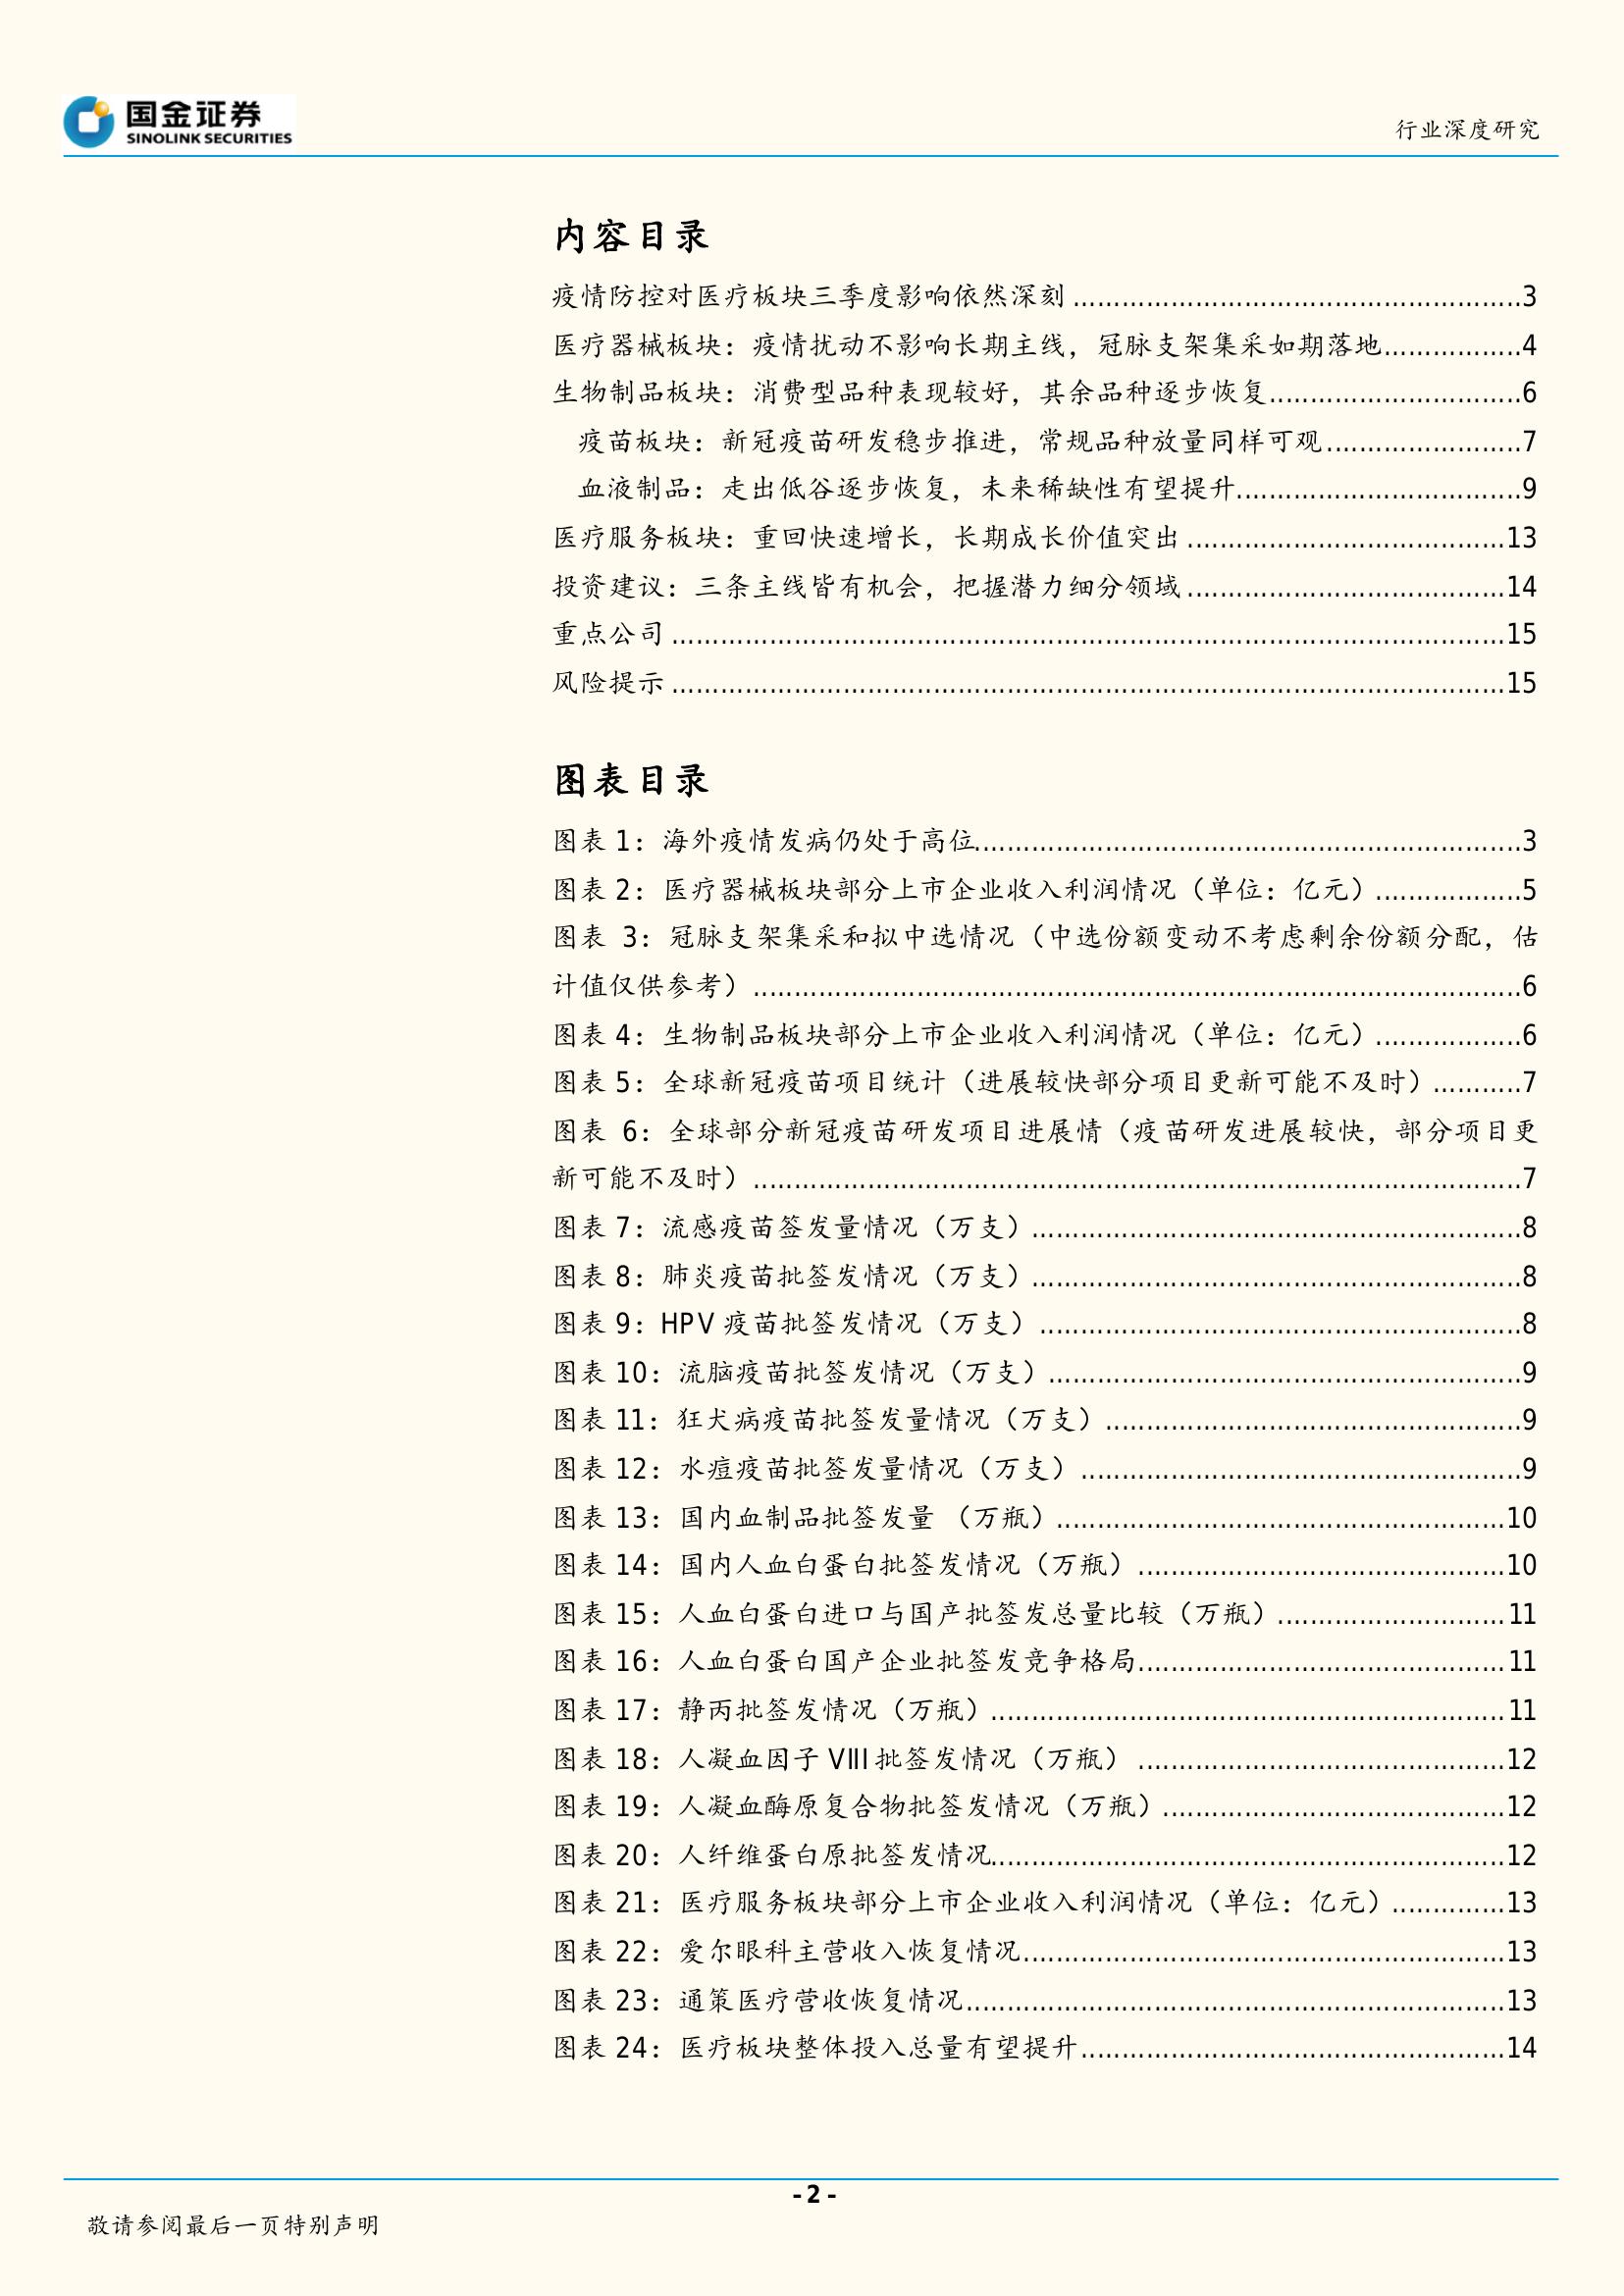 国金证券
SINOLINK SECURITIES
行业深度研究
内容目录
疫情防控对医疗板块三季度影响依然深刻 ........................................................3
医疗器械板块：疫情扰动不影响长期主线，冠脉支架集采如期落地.................4
生物制品板块：消费型品种表现较好，其余品种逐步恢复...............................6
疫苗板块：新冠疫苗研发稳步推进，常规品种放量同样可观........................7
血液制品：走出低谷逐步恢复，未来稀缺性有望提升...................................9
医疗服务板块：重回快速增长，长期成长价值突出 .......................................13
投资建议：三条主线皆有机会，把握潜力细分领域 .......................................14
重点公司 ......................................................................................................15
风险提示 ......................................................................................................15
图表目录
图表 1：海外疫情发病仍处于高位...................................................................3
图表 2：医疗器械板块部分上市企业收入利润情况（单位：亿元）..................5
图表 3：冠脉支架集采和拟中选情况（中选份额变动不考虑剩余份额分配，估
计值仅供参考）..............................................................................................6
图表 4：生物制品板块部分上市企业收入利润情况（单位：亿元）..................6
图表 5：全球新冠疫苗项目统计（进展较快部分项目更新可能不及时）...........7
图表 6：全球部分新冠疫苗研发项目进展情（疫苗研发进展较快，部分项目更
新可能不及时）..............................................................................................7
图表 7：流感疫苗签发量情况（万支）............................................................8
图表 8：肺炎疫苗批签发情况（万支）............................................................8
图表 9：HPV 疫苗批签发情况（万支）...........................................................8
图表 10：流脑疫苗批签发情况（万支）..........................................................9
图表 11：狂犬病疫苗批签发量情况（万支）...................................................9
图表 12：水痘疫苗批签发量情况（万支）......................................................9
图表 13：国内血制品批签发量 （万瓶）.......................................................10
图表 14：国内人血白蛋白批签发情况（万瓶）.............................................10
图表 15：人血白蛋白进口与国产批签发总量比较（万瓶）............................11
图表 16：人血白蛋白国产企业批签发竞争格局.............................................11
图表 17：静丙批签发情况（万瓶）...............................................................11
图表 18：人凝血因子 VIII 批签发情况（万瓶） .............................................12
图表 19：人凝血酶原复合物批签发情况（万瓶）..........................................12
图表 20：人纤维蛋白原批签发情况...............................................................12
图表 21：医疗服务板块部分上市企业收入利润情况（单位：亿元）..............13
图表 22：爱尔眼科主营收入恢复情况...........................................................13
图表 23：通策医疗营收恢复情况..................................................................13
图表 24：医疗板块整体投入总量有望提升....................................................14
- 2 -
敬请参阅最后一页特别声明